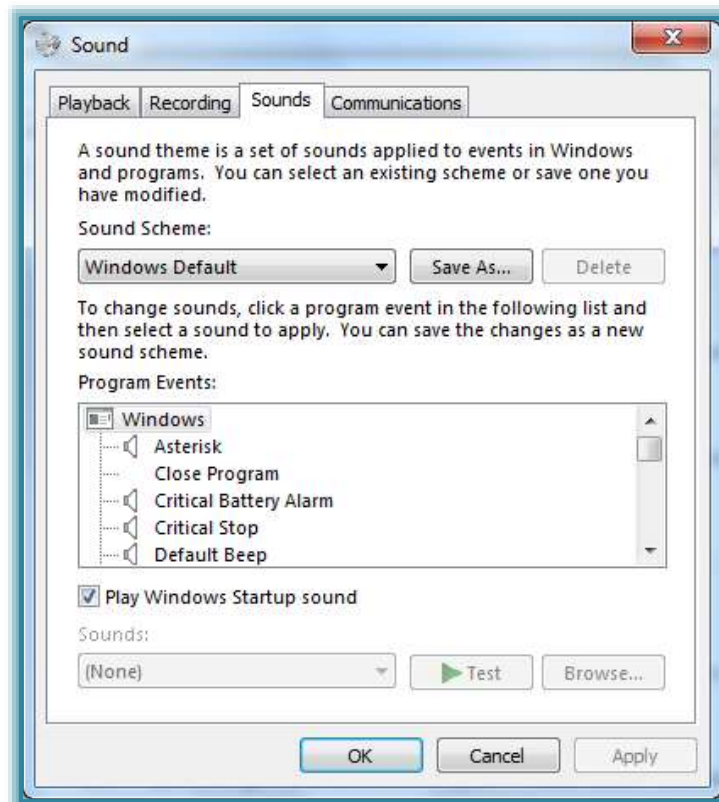 Sound
Playback Recording Sounds Communications
A sound theme is a set of sounds applied to events in Windows
and programs. You can select an existing scheme or save one you
have modified.
Sound Scheme:
Windows Default Save As... Delete
To change sounds, click a program event in the following list and
then select a sound to apply. You can save the changes as a new
sound scheme.
Program Events:
Windows
Asterisk
Close Program
Critical Battery Alarm
Critical Stop
Default Beep
Play Windows Startup sound
Sounds:
(None) Test Browse...
OK Cancel Apply